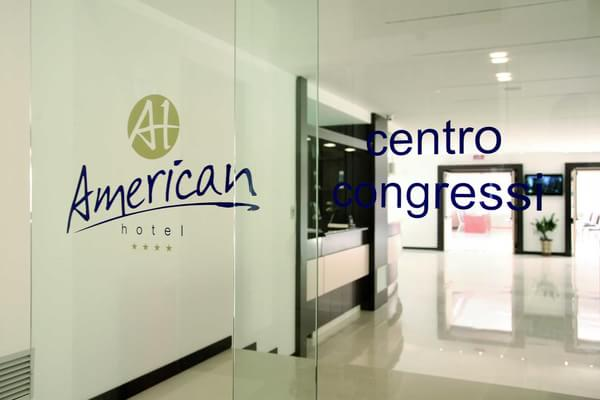 AH
American
hotel
★★★★
centro
congressi